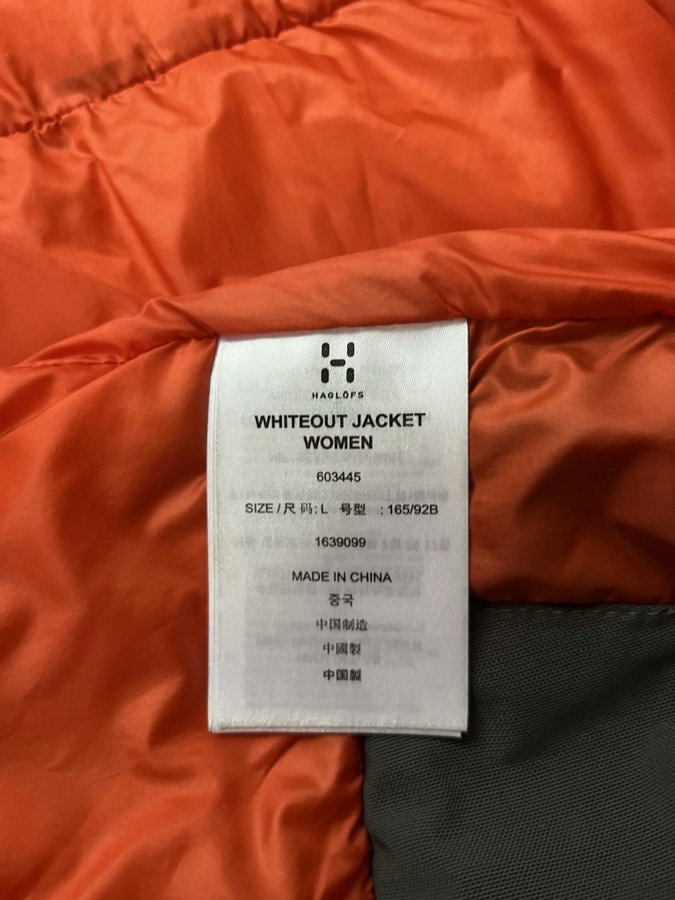 HAGLÖFS
WHITEOUT JACKET
WOMEN
603445
SIZE / 尺码: L 号型 : 165/92B
1639099
MADE IN CHINA
중국
中国制造
中國製
中国製